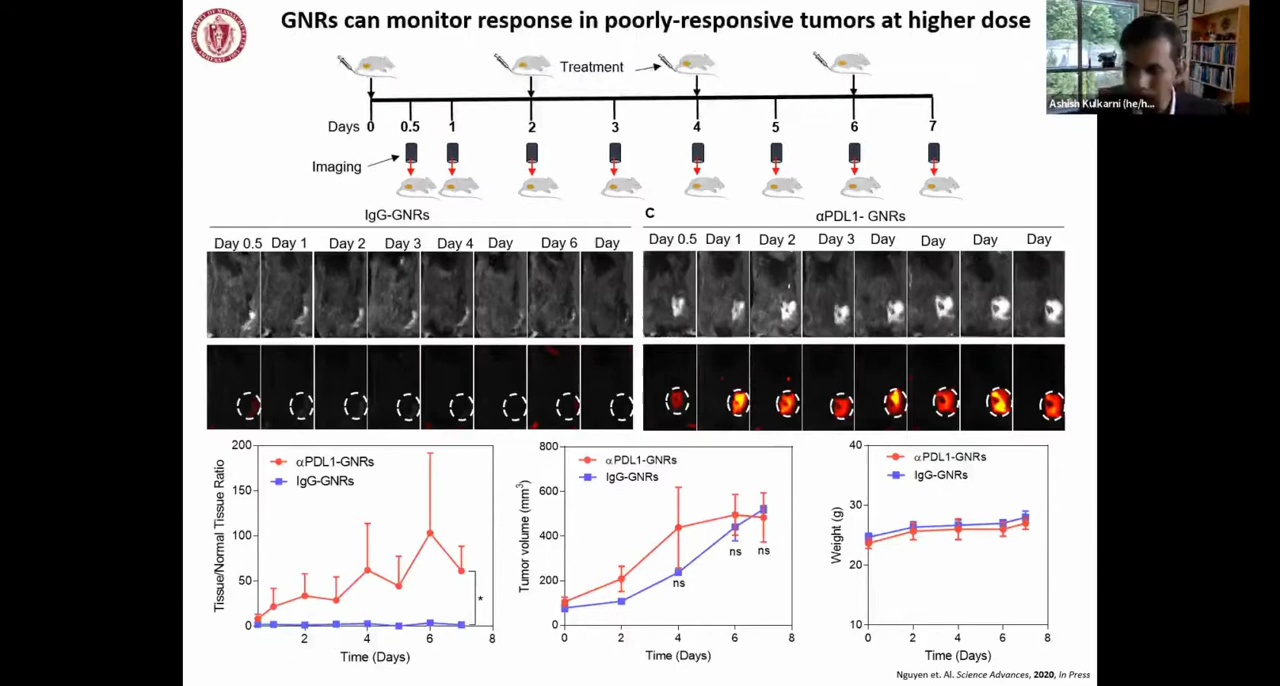 GNRs can monitor response in poorly-responsive tumors at higher dose
Ashish Kulkarni (he/h...
Treatment
Days 0 0.5 1 2 3 4 5 6 7
Imaging
IgG-GNRs
C
αPDL1- GNRs
Day 0.5 Day 1 Day 2 Day 3 Day 4 Day Day 6 Day
Day 0.5 Day 1 Day 2 Day 3 Day Day Day Day
200
150
100
50
0
Tissue/Normal Tissue Ratio
αPDL1-GNRs
IgG-GNRs
*
2 4 6 8
Time (Days)
800
600
400
200
0
Tumor volume (mm³)
αPDL1-GNRs
IgG-GNRs
ns
ns
ns
0 2 4 6 8
Time (Days)
40
30
20
10
Weight (g)
αPDL1-GNRs
IgG-GNRs
0 2 4 6 8
Time (Days)
Nguyen et. Al. Science Advances, 2020, In Press